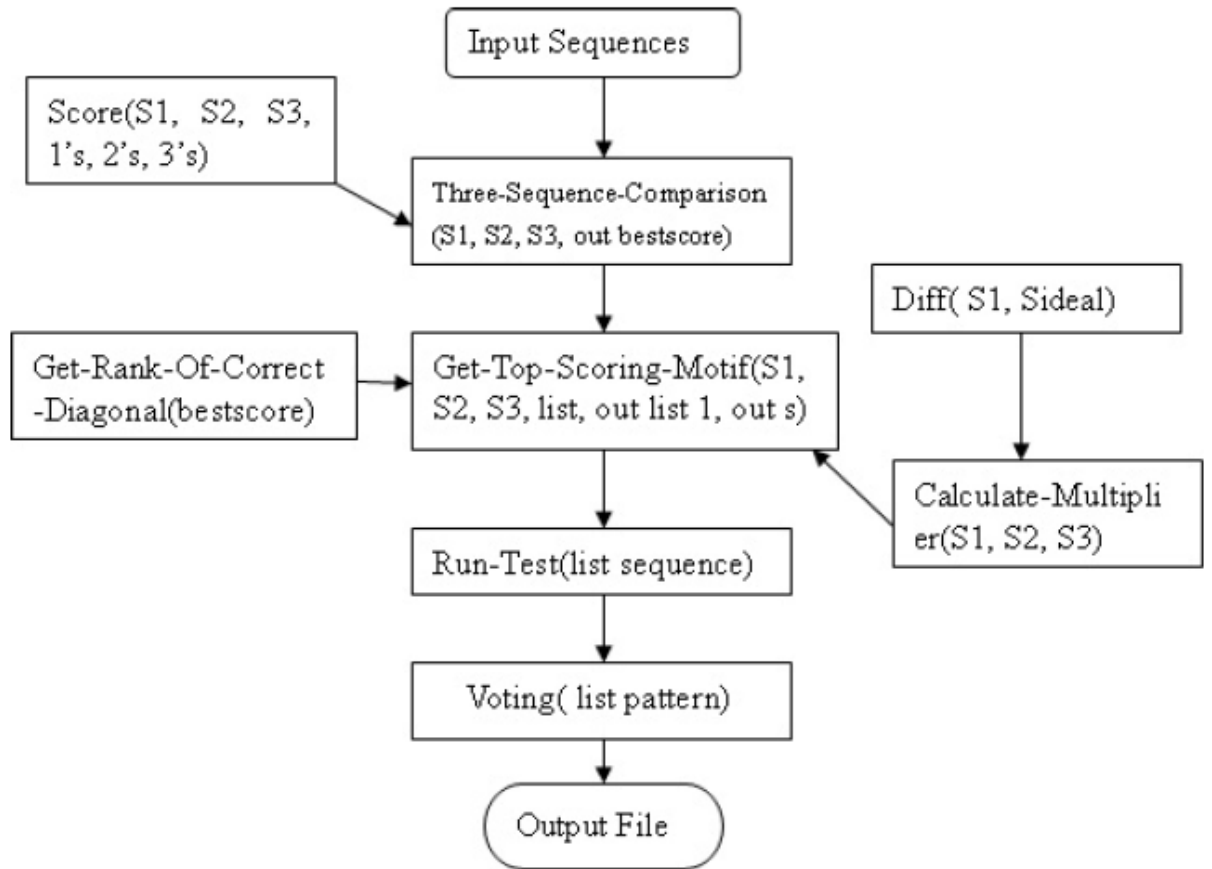 Input Sequences
Score(S1, S2, S3,
1's, 2's, 3's)
Three-Sequence-Comparison
(S1, S2, S3, out bestscore)
Diff( S1, Sideal)
Get-Rank-Of-Correct
-Diagonal(bestscore)
Get-Top-Scoring-Motif(S1,
S2, S3, list, out list 1, out s)
Calculate-Multipli
er(S1, S2, S3)
Run-Test(list sequence)
Voting( list pattern)
Output File